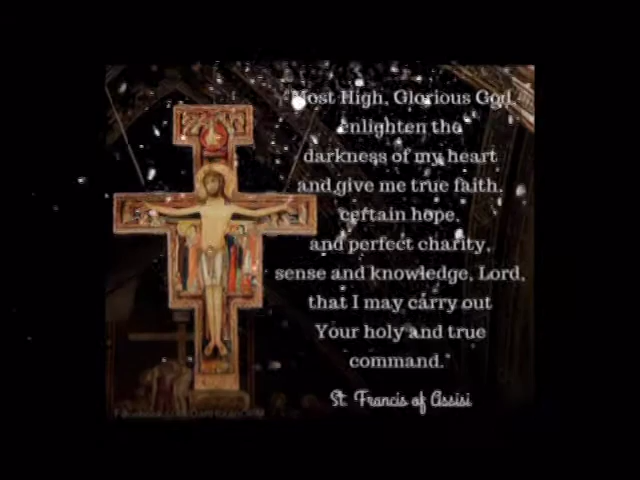 "Most High, Glorious God,
enlighten the
darkness of my heart
and give me true faith,
certain hope,
and perfect charity,
sense and knowledge, Lord,
that I may carry out
Your holy and true
command."
St. Francis of Assisi